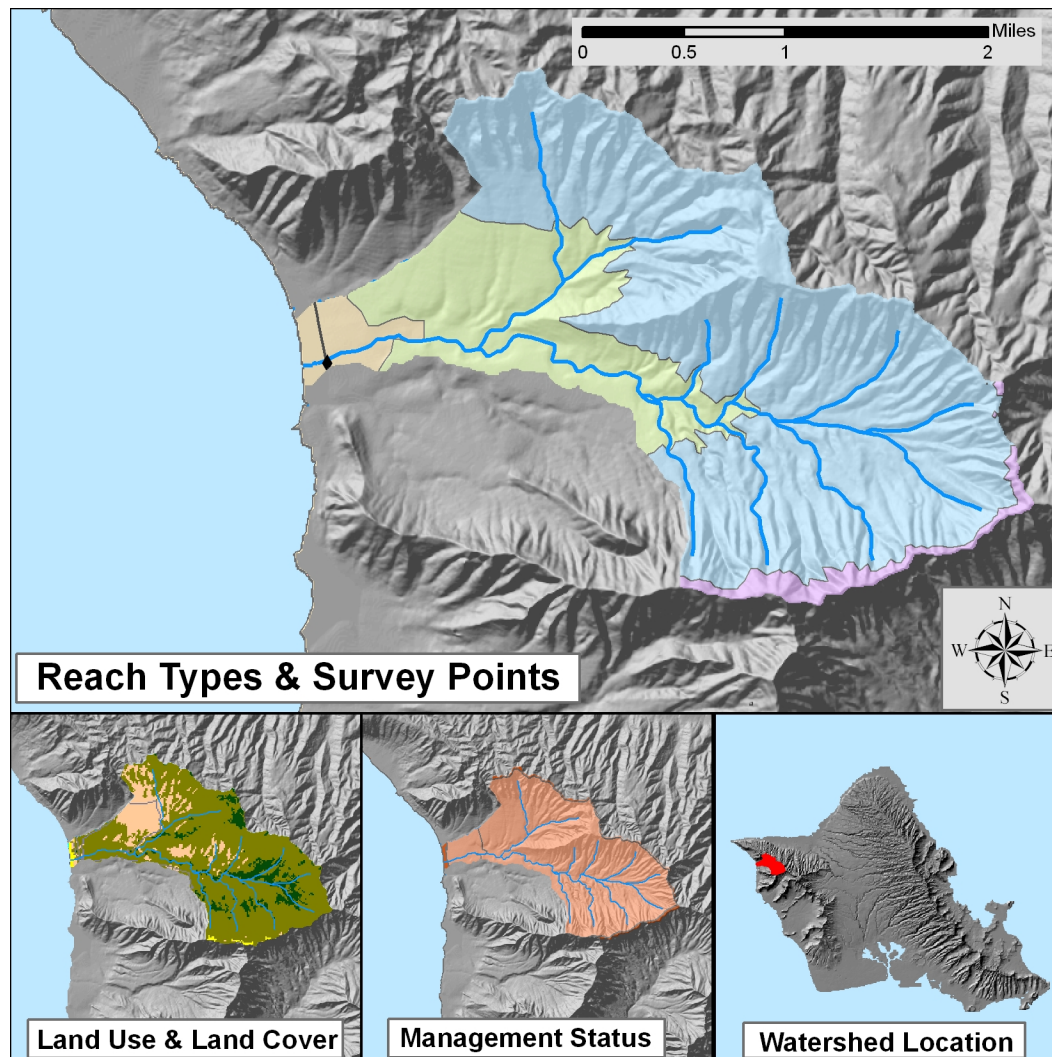 Miles
0 0.5 1 2
N
W E
S
Reach Types & Survey Points
Land Use & Land Cover
Management Status
Watershed Location